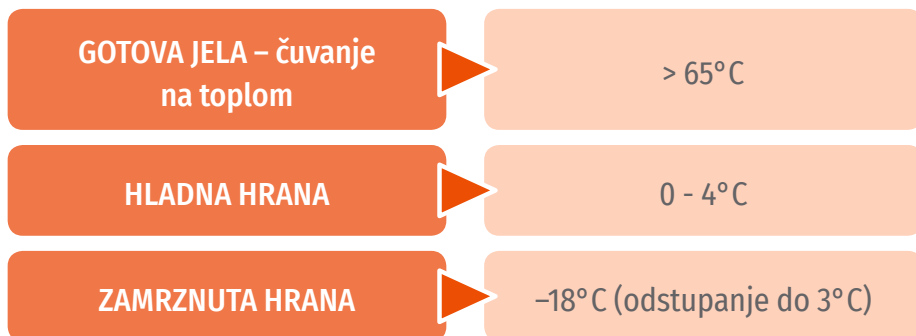 GOTOVA JELA – čuvanje
na toplom
> 65°C
HLADNA HRANA
0 - 4°C
ZAMRZNUTA HRANA
–18°C (odstupanje do 3°C)